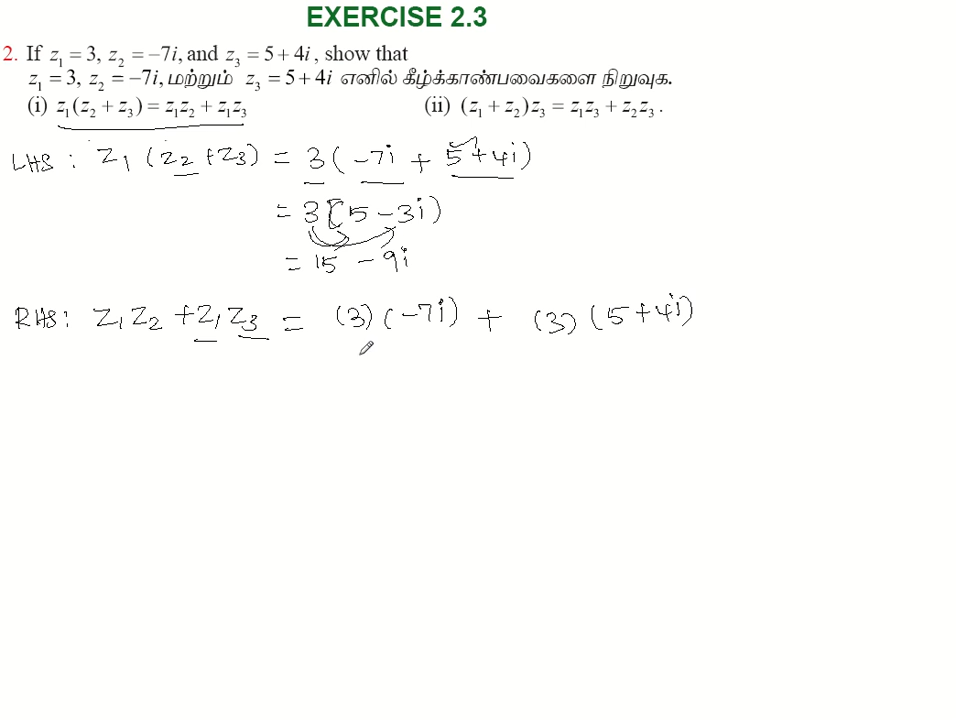 EXERCISE 2.3
2. If z₁ = 3, z₂ = −7i, and z₃ = 5 + 4i , show that
z₁ = 3, z₂ = −7i, மற்றும் z₃ = 5 + 4i எனில் கீழ்க்காண்பவைகளை நிறுவுக.
(i) z₁(z₂ + z₃) = z₁z₂ + z₁z₃ (ii) (z₁ + z₂)z₃ = z₁z₃ + z₂z₃ .
LHS : z₁ (z₂ + z₃) = 3 (−7i + 5 + 4i)
= 3 [5 − 3i)
= 15 − 9i
RHS : z₁z₂ + z₁z₃ = (3) (−7i) + (3) (5 + 4i)